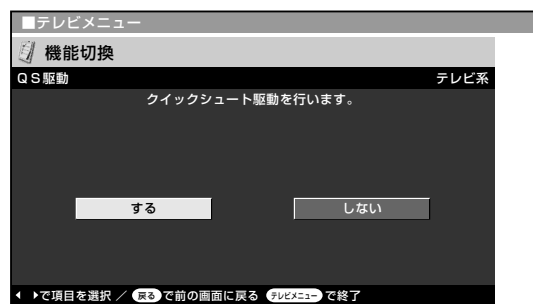 ■テレビメニュー
機能切換
QS駆動 テレビ系
クイックシュート駆動を行います。
する しない
で項目を選択 / 戻る で前の画面に戻る テレビメニュー で終了